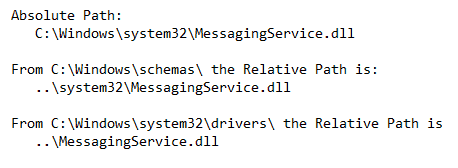 Absolute Path:
C:\Windows\system32\MessagingService.dll
From C:\Windows\schemas\ the Relative Path is:
..\system32\MessagingService.dll
From C:\Windows\system32\drivers\ the Relative Path is
..\MessagingService.dll